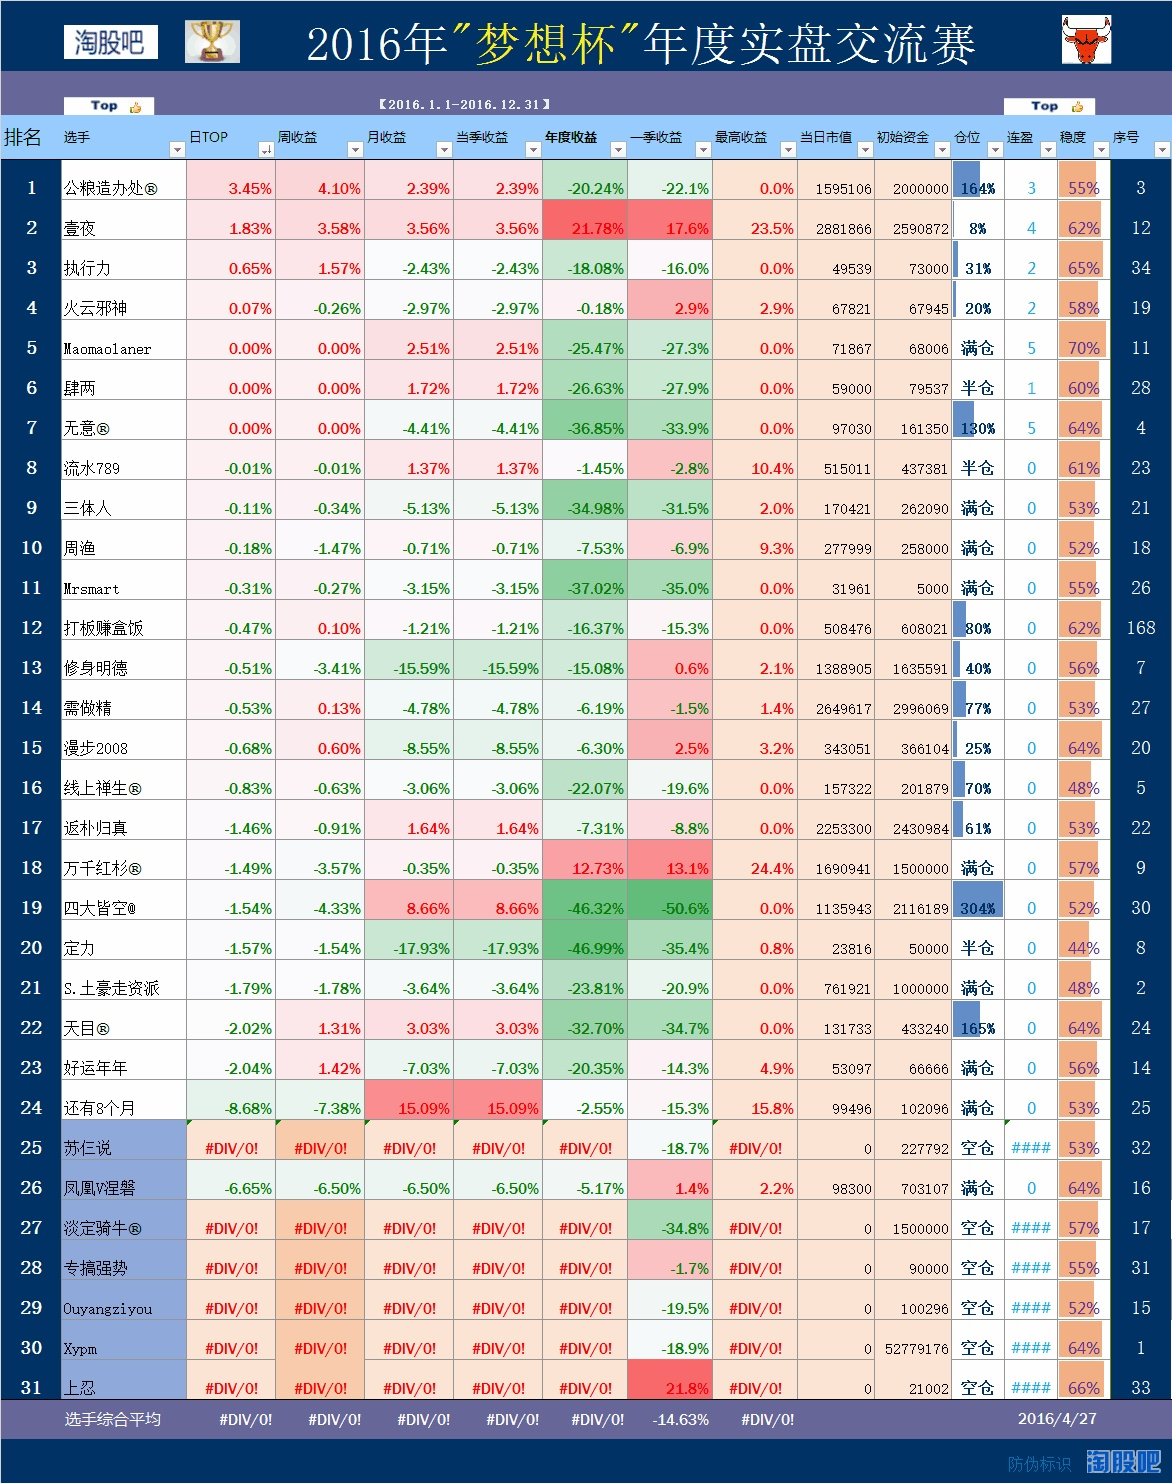 淘股吧
2016年"梦想杯"年度实盘交流赛
Top 【2016.1.1-2016.12.31】 Top
排名 选手 日TOP 周收益 月收益 当季收益 年度收益 一季收益 最高收益 当日市值 初始资金 仓位 连盈 稳度 序号
1 公粮造办处® 3.45% 4.10% 2.39% 2.39% -20.24% -22.1% 0.0% 1595106 2000000 164% 3 55% 3
2 壹夜 1.83% 3.58% 3.56% 3.56% 21.78% 17.6% 23.5% 2881866 2590872 8% 4 62% 12
3 执行力 0.65% 1.57% -2.43% -2.43% -18.08% -16.0% 0.0% 49539 73000 31% 2 65% 34
4 火云邪神 0.07% -0.26% -2.97% -2.97% -0.18% 2.9% 2.9% 67821 67945 20% 2 58% 19
5 Maomaolaner 0.00% 0.00% 2.51% 2.51% -25.47% -27.3% 0.0% 71867 68006 满仓 5 70% 11
6 肆两 0.00% 0.00% 1.72% 1.72% -26.63% -27.9% 0.0% 59000 79537 半仓 1 60% 28
7 无意® 0.00% 0.00% -4.41% -4.41% -36.85% -33.9% 0.0% 97030 161350 130% 5 64% 4
8 流水789 -0.01% -0.01% 1.37% 1.37% -1.45% -2.8% 10.4% 515011 437381 半仓 0 61% 23
9 三体人 -0.11% -0.34% -5.13% -5.13% -34.98% -31.5% 2.0% 170421 262090 满仓 0 53% 21
10 周渔 -0.18% -1.47% -0.71% -0.71% -7.53% -6.9% 9.3% 277999 258000 满仓 0 52% 18
11 Mrsmart -0.31% -0.27% -3.15% -3.15% -37.02% -35.0% 0.0% 31961 5000 满仓 0 55% 26
12 打板赚盒饭 -0.47% 0.10% -1.21% -1.21% -16.37% -15.3% 0.0% 508476 608021 80% 0 62% 168
13 修身明德 -0.51% -3.41% -15.59% -15.59% -15.08% 0.6% 2.1% 1388905 1635591 40% 0 56% 7
14 需做精 -0.53% 0.13% -4.78% -4.78% -6.19% -1.5% 1.4% 2649617 2996069 77% 0 53% 27
15 漫步2008 -0.68% 0.60% -8.55% -8.55% -6.30% 2.5% 3.2% 343051 366104 25% 0 64% 20
16 线上禅生® -0.83% -0.63% -3.06% -3.06% -22.07% -19.6% 0.0% 157322 201879 70% 0 48% 5
17 返朴归真 -1.46% -0.91% 1.64% 1.64% -7.31% -8.8% 0.0% 2253300 2430984 61% 0 53% 22
18 万千红杉® -1.49% -3.57% -0.35% -0.35% 12.73% 13.1% 24.4% 1690941 1500000 满仓 0 57% 9
19 四大皆空@ -1.54% -4.33% 8.66% 8.66% -46.32% -50.6% 0.0% 1135943 2116189 304% 0 52% 30
20 定力 -1.57% -1.54% -17.93% -17.93% -46.99% -35.4% 0.8% 23816 50000 半仓 0 44% 8
21 S.土豪走资派 -1.79% -1.78% -3.64% -3.64% -23.81% -20.9% 0.0% 761921 1000000 满仓 0 48% 2
22 天目® -2.02% 1.31% 3.03% 3.03% -32.70% -34.7% 0.0% 131733 433240 165% 0 64% 24
23 好运年年 -2.04% 1.42% -7.03% -7.03% -20.35% -14.3% 4.9% 53097 66666 满仓 0 56% 14
24 还有8个月 -8.68% -7.38% 15.09% 15.09% -2.55% -15.3% 15.8% 99496 102096 满仓 0 53% 25
25 苏仨说 #DIV/0! #DIV/0! #DIV/0! #DIV/0! #DIV/0! -18.7% #DIV/0! 0 227792 空仓 #### 53% 32
26 凤凰V涅磐 -6.65% -6.50% -6.50% -6.50% -5.17% 1.4% 2.2% 98300 703107 满仓 0 64% 16
27 淡定骑牛® #DIV/0! #DIV/0! #DIV/0! #DIV/0! #DIV/0! -34.8% #DIV/0! 0 1500000 空仓 #### 57% 17
28 专搞强势 #DIV/0! #DIV/0! #DIV/0! #DIV/0! #DIV/0! -1.7% #DIV/0! 0 90000 空仓 #### 55% 31
29 Ouyangziyou #DIV/0! #DIV/0! #DIV/0! #DIV/0! #DIV/0! -19.5% #DIV/0! 0 100296 空仓 #### 52% 15
30 Xypm #DIV/0! #DIV/0! #DIV/0! #DIV/0! #DIV/0! -18.9% #DIV/0! 0 52779176 空仓 #### 64% 1
31 上忍 #DIV/0! #DIV/0! #DIV/0! #DIV/0! #DIV/0! 21.8% #DIV/0! 0 21002 空仓 #### 66% 33
选手综合平均 #DIV/0! #DIV/0! #DIV/0! #DIV/0! #DIV/0! -14.63% #DIV/0! 2016/4/27
防伪标识 淘股吧